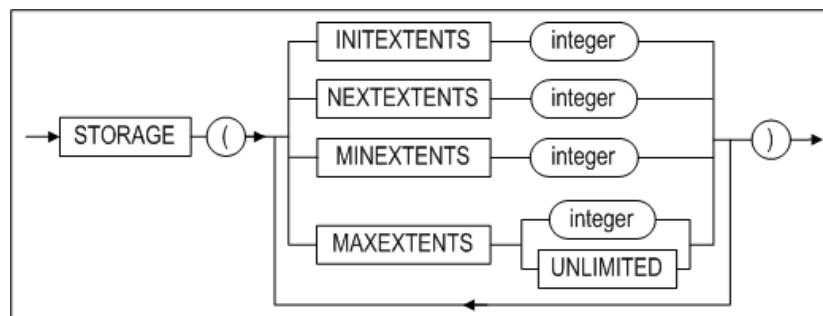 INITEXTENTS integer
NEXTEXTENTS integer
STORAGE ( )
MINEXTENTS integer
MAXEXTENTS integer
UNLIMITED